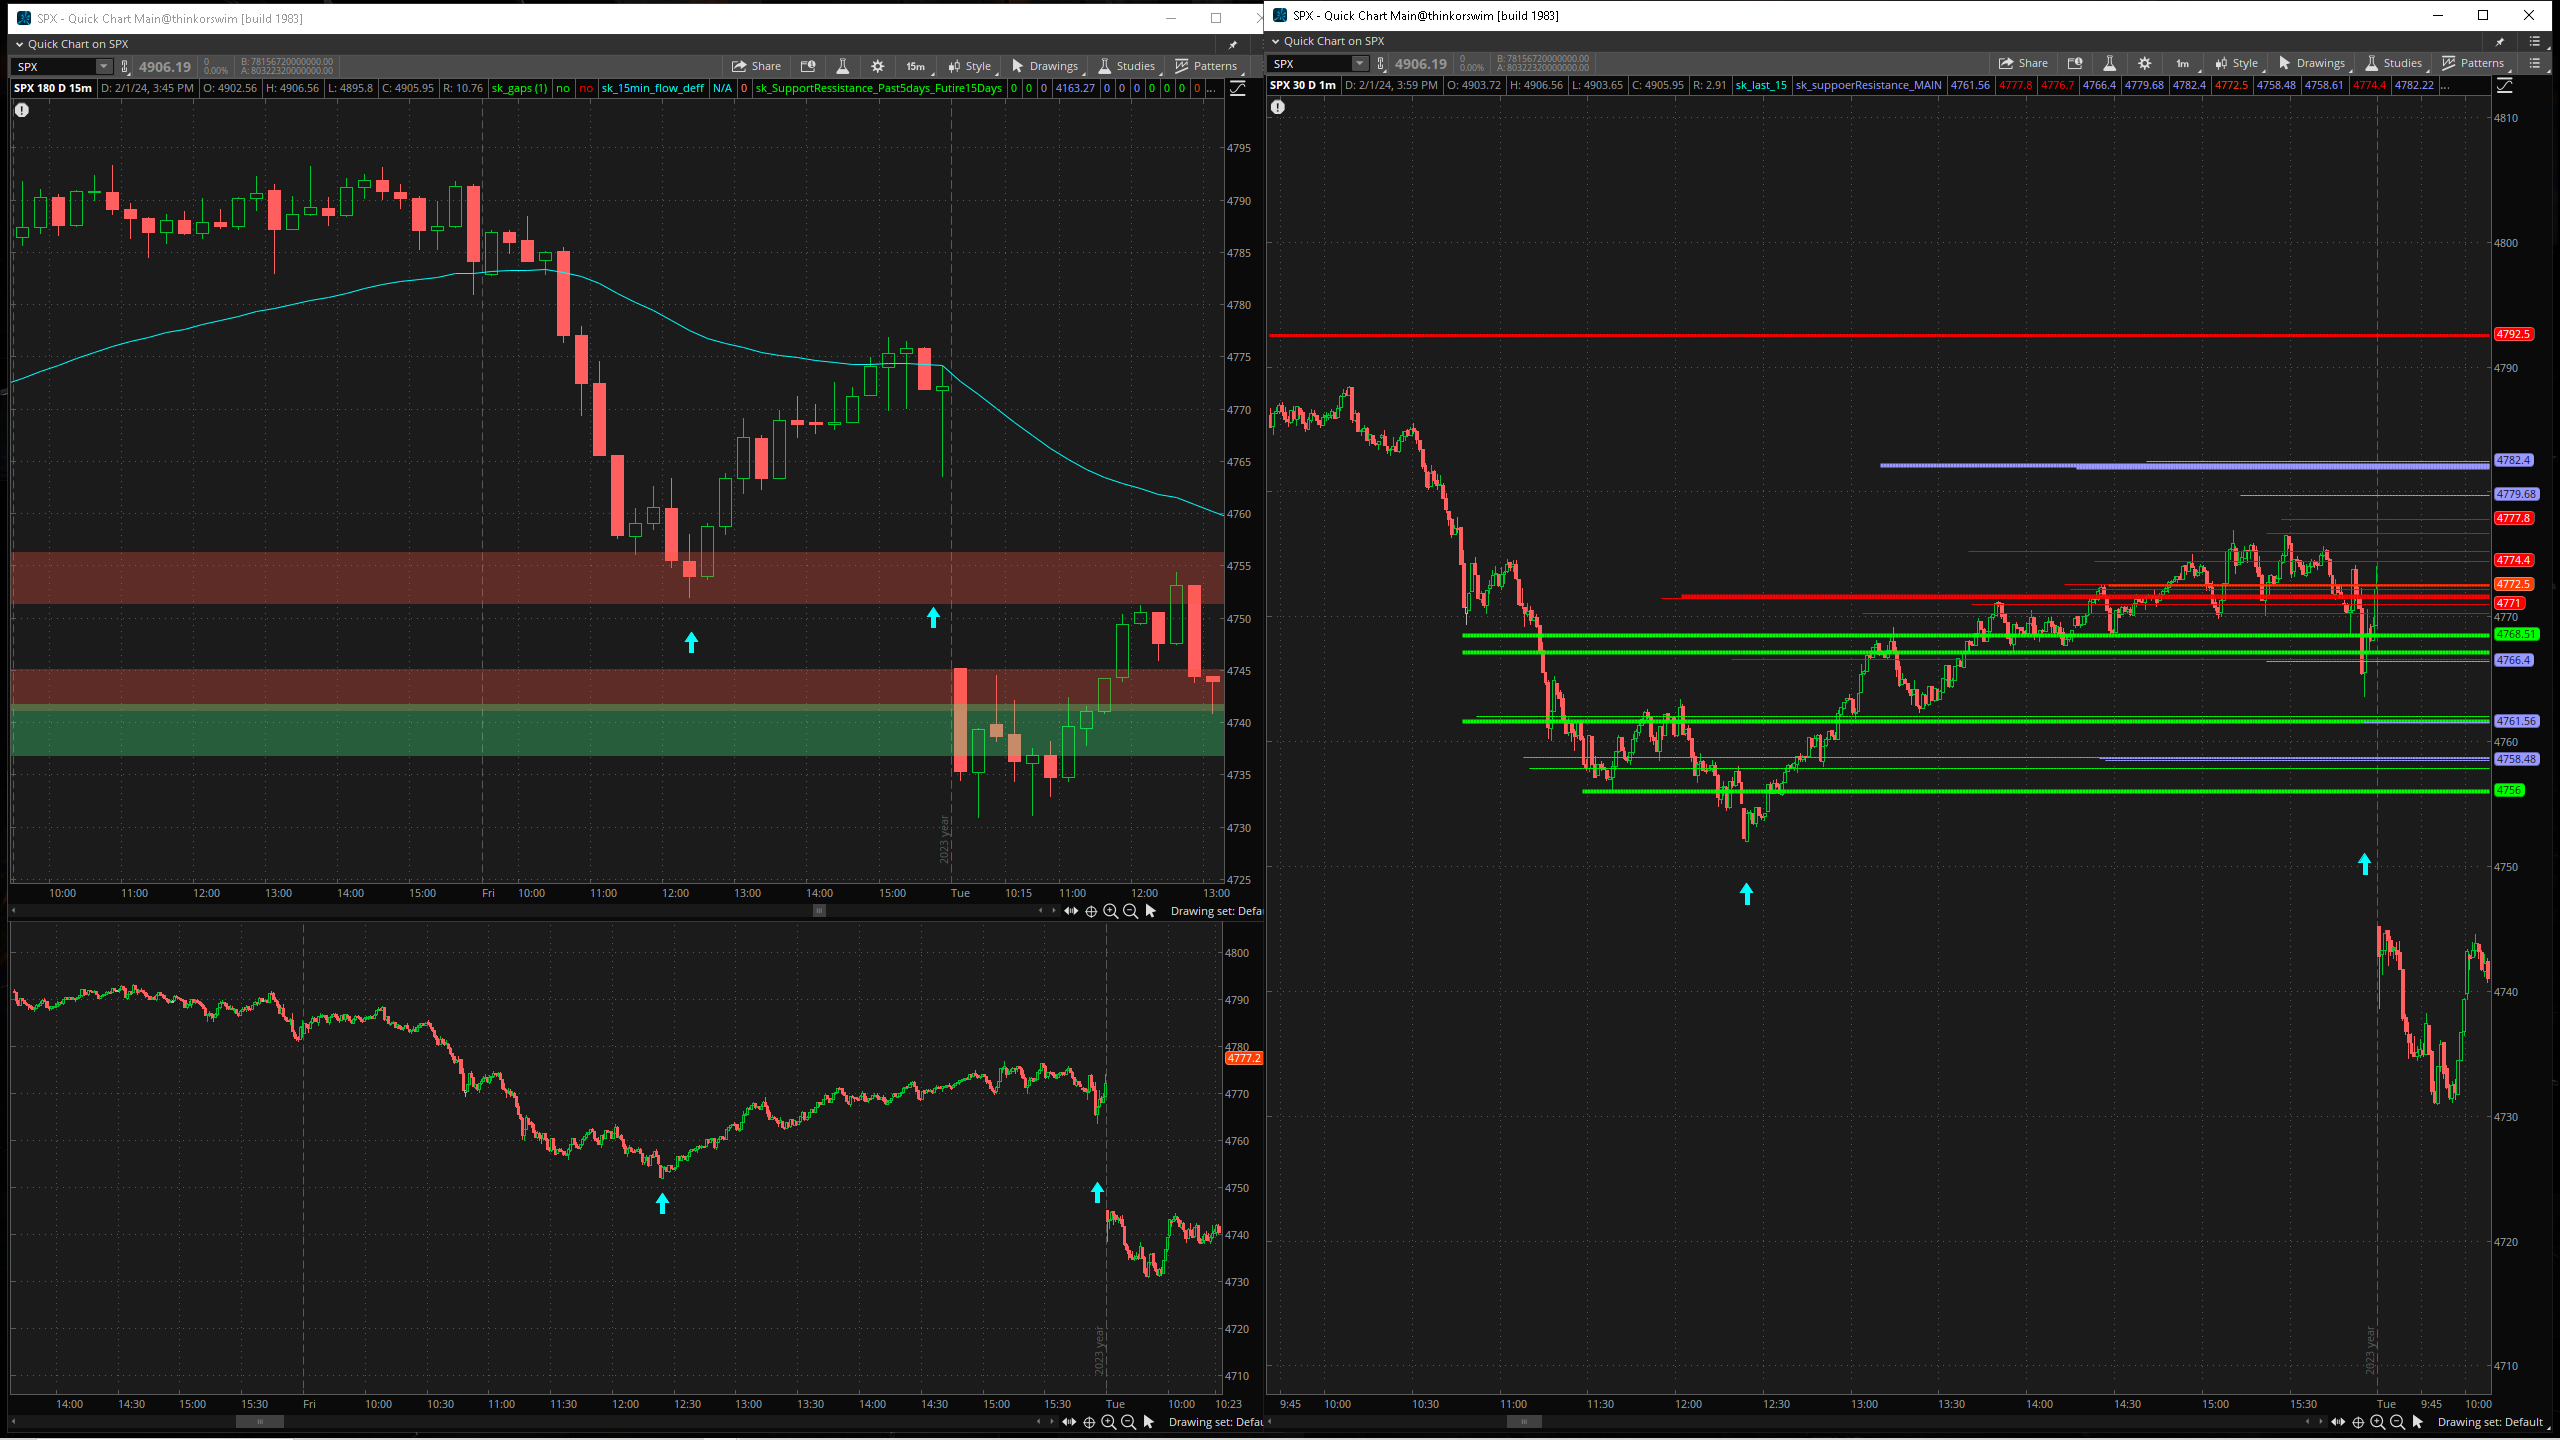 SPX - Quick Chart Main@thinkorswim [build 1983]
Quick Chart on SPX
SPX 4906.19 0 0.00% B: 78156720000000.00 A: 80322320000000.00 Share 15m Style Drawings Studies Patterns
SPX 180 D 15m D: 2/1/24, 3:45 PM O: 4902.56 H: 4906.56 L: 4895.8 C: 4905.95 R: 10.76 sk_gaps (1) no no sk_15min_flow_deff N/A 0 sk_SupportRessistance_Past5days_Futire15Days 0 0 0 4163.27 0 0 0 0 0 0 0 ...
4795
4790
4785
4780
4775
4770
4765
4760
4755
4750
4745
4740
4735
4730
4725
2023 year
10:00 11:00 12:00 13:00 14:00 15:00 Fri 10:00 11:00 12:00 13:00 14:00 15:00 Tue 10:15 11:00 12:00 13:00
Drawing set: Defa
4800
4790
4780
4777.2
4770
4760
4750
4740
4730
4720
4710
2023 year
14:00 14:30 15:00 15:30 Fri 10:00 10:30 11:00 11:30 12:00 12:30 13:00 13:30 14:00 14:30 15:00 15:30 Tue 10:00 10:23
Drawing set: Defau
SPX - Quick Chart Main@thinkorswim [build 1983]
Quick Chart on SPX
SPX 4906.19 0 0.00% B: 78156720000000.00 A: 80322320000000.00 Share 1m Style Drawings Studies Patterns
SPX 30 D 1m D: 2/1/24, 3:59 PM O: 4903.72 H: 4906.56 L: 4903.65 C: 4905.95 R: 2.91 sk_last_15 sk_suppoerResistance_MAIN 4761.56 4777.8 4776.7 4766.4 4779.68 4782.4 4772.5 4758.48 4758.61 4774.4 4782.22 ...
4810
4800
4792.5
4790
4782.4
4779.68
4777.8
4774.4
4772.5
4771
4770
4768.51
4766.4
4761.56
4760
4758.48
4756
4750
4740
4730
4720
4710
2023 year
9:45 10:00 10:30 11:00 11:30 12:00 12:30 13:00 13:30 14:00 14:30 15:00 15:30 Tue 9:45 10:00
Drawing set: Default